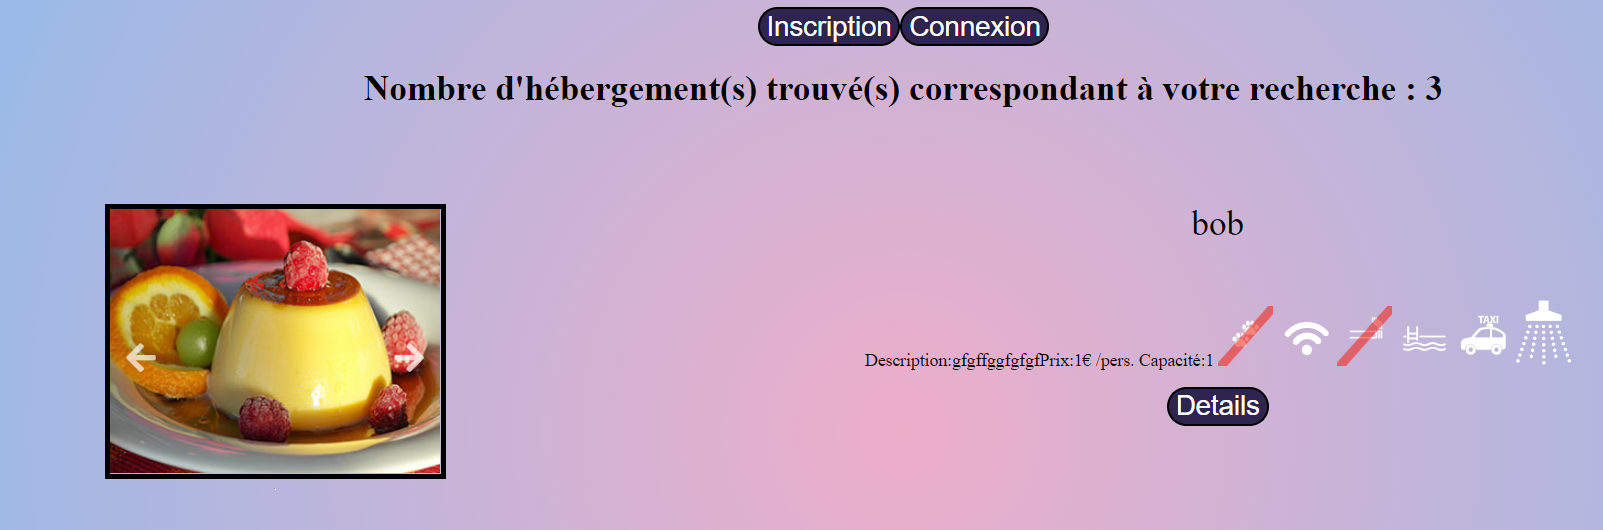 Inscription Connexion
Nombre d'hébergement(s) trouvé(s) correspondant à votre recherche : 3
bob
TAXI
Description:gfgffggfgfgfPrix:1€ /pers. Capacité:1
Details